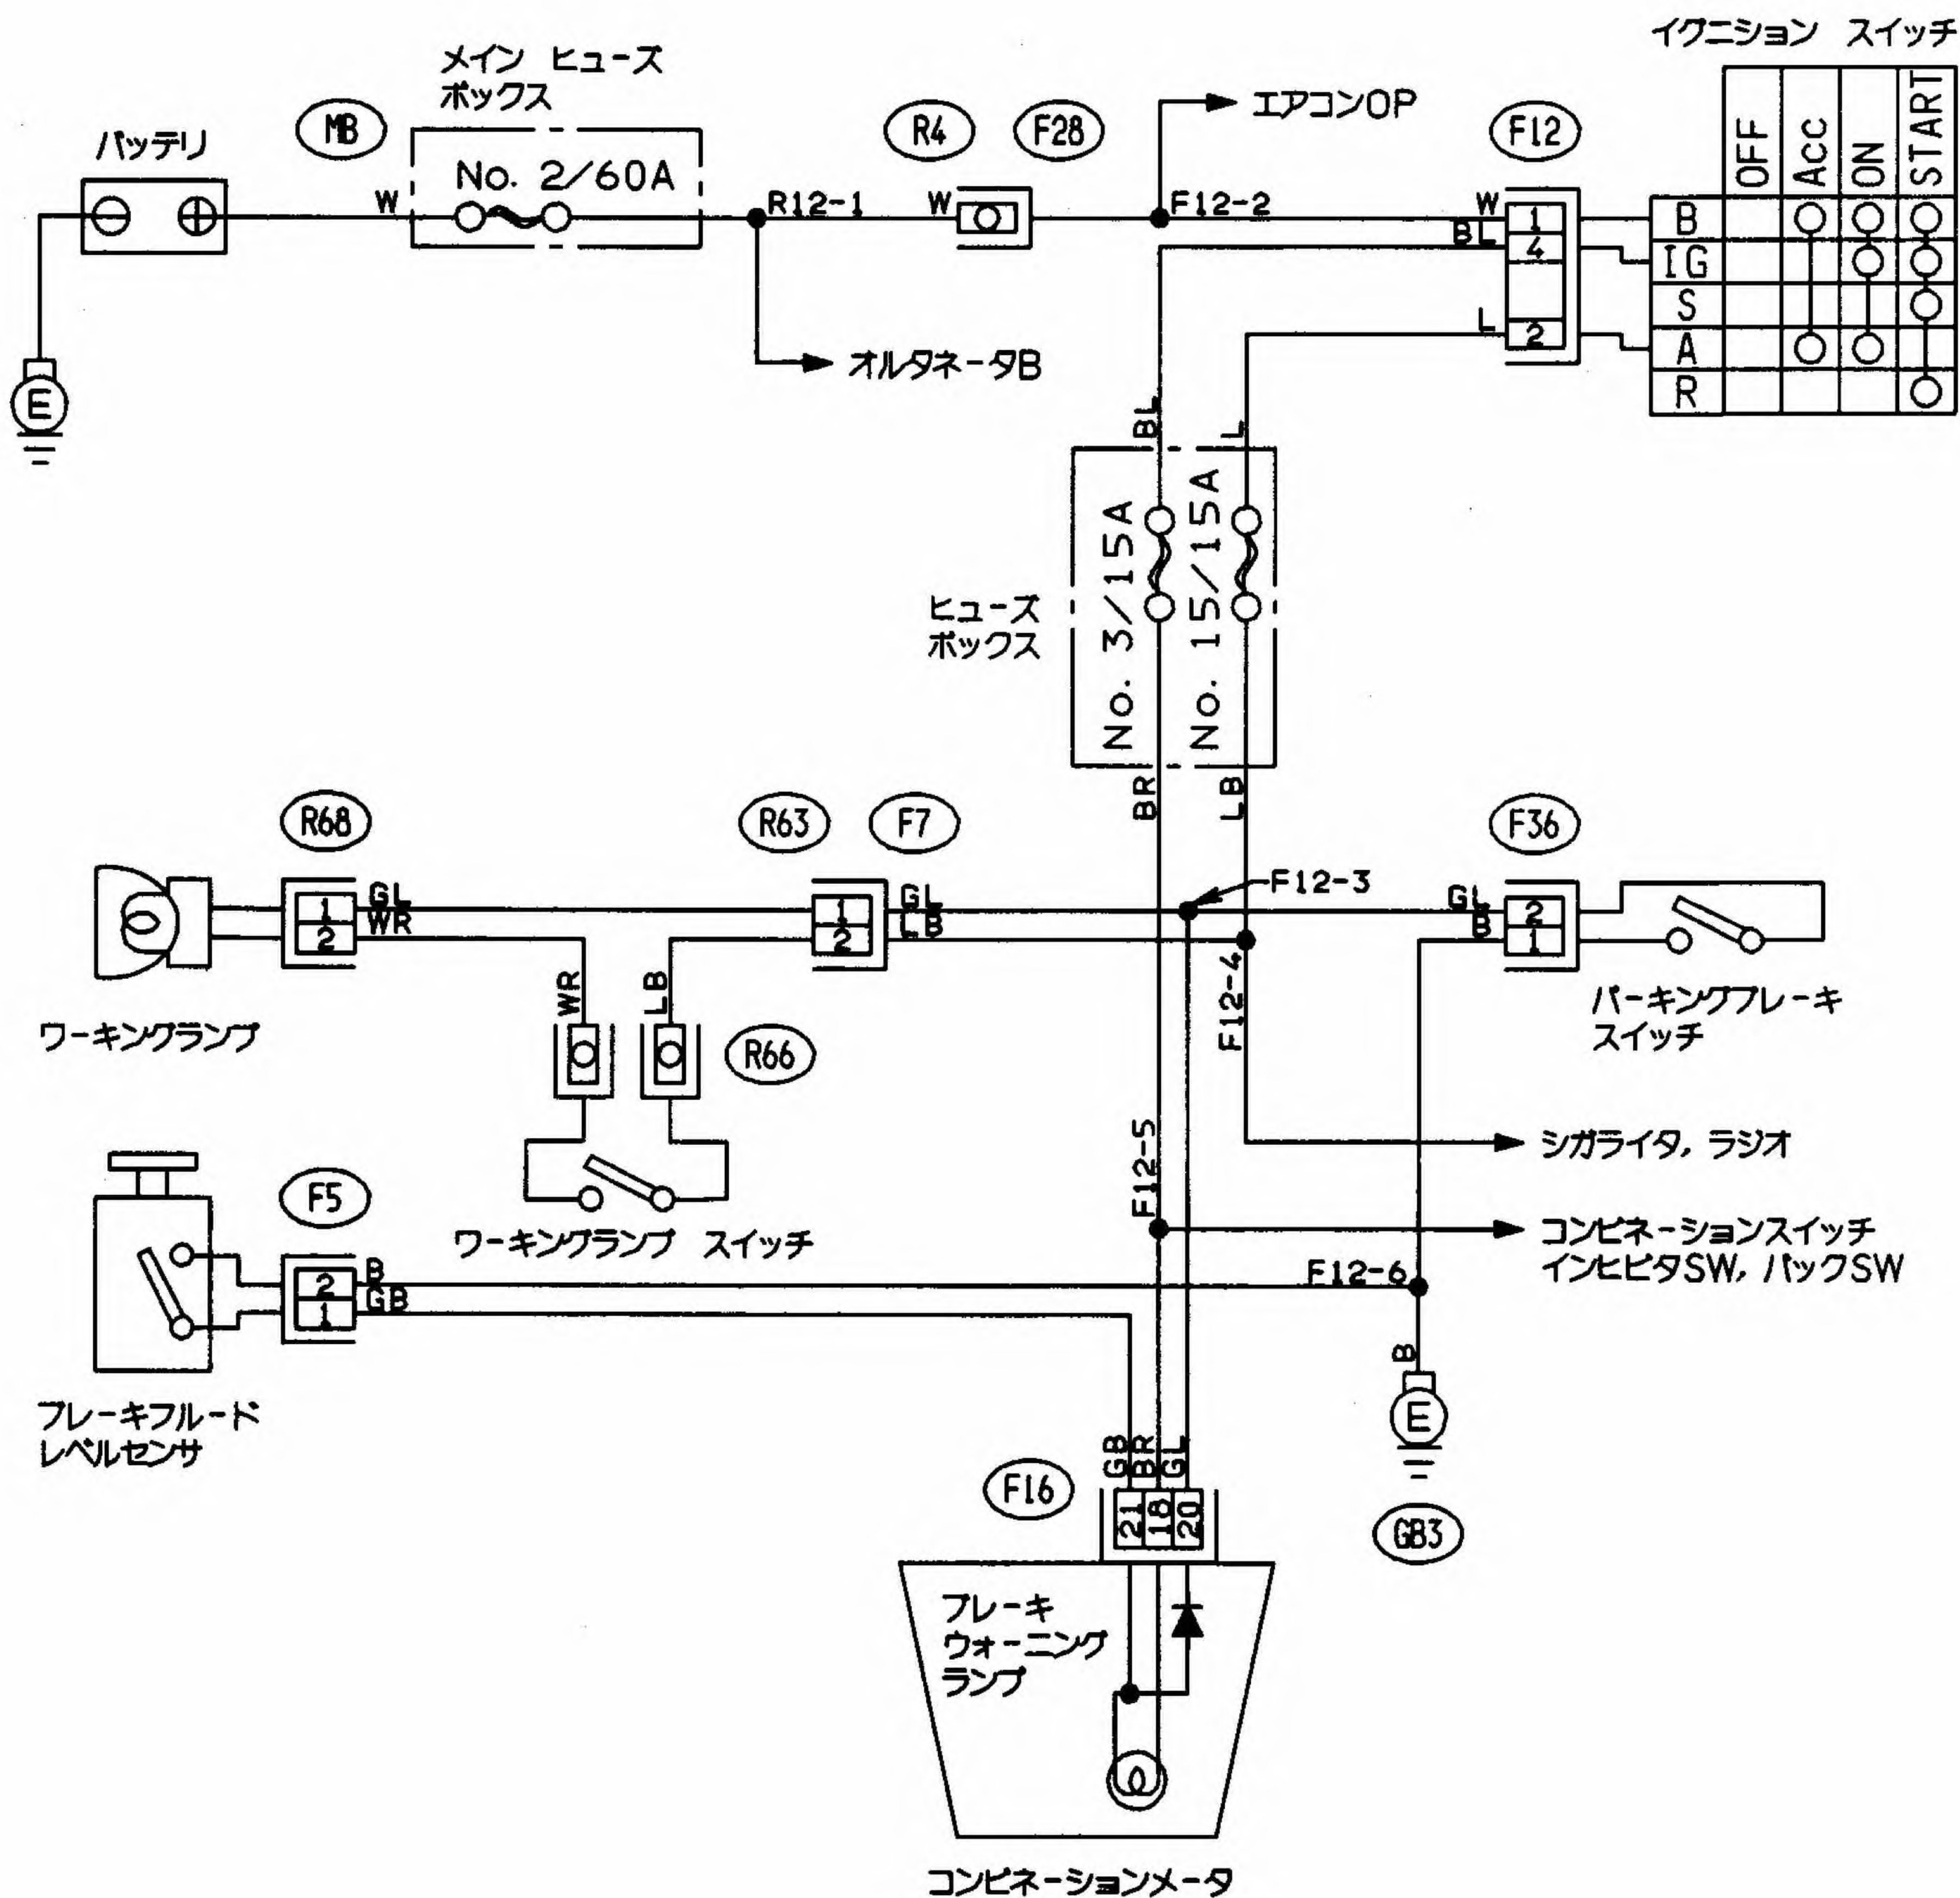 イグニション スイッチ
メイン ヒューズ
ボックス
エアコンOP
OFF
Acc
ON
START
バッテリ
MB
No. 2/60A
R4
F28
F12
W
R12-1
W
F12-2
W
1
B
BL
4
IG
S
L
2
A
R
オルタネータB
E
BL
L
No. 3/15A
No. 15/15A
ヒューズ
ボックス
BR
LB
R68
R63
F7
F36
F12-3
1
GL
2
WR
1
GL
2
LB
GL
2
B
1
WR
LB
F12-4
パーキングブレーキ
スイッチ
ワーキングランプ
R66
F12-5
シガライタ, ラジオ
F5
ワーキングランプ スイッチ
コンビネーションスイッチ
インヒビタSW, バックSW
2
B
1
GB
F12-6
B
E
ブレーキフルード
レベルセンサ
GB
BR
GL
F16
21
18
20
GB3
ブレーキ
ウォーニング
ランプ
コンビネーションメータ